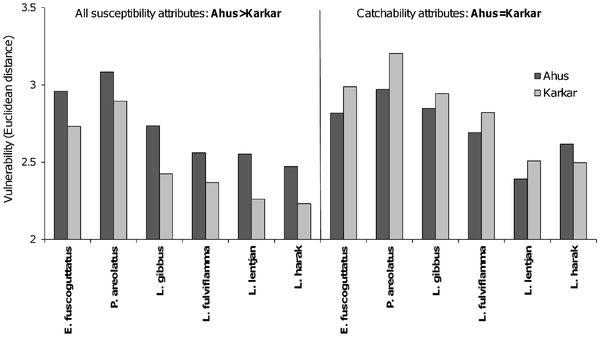 All susceptibility attributes: Ahus>Karkar
Catchability attributes: Ahus=Karkar
Vulnerability (Euclidean distance)
3.5
3
2.5
2
Ahus
Karkar
E. fuscoguttatus
P. areolatus
L. gibbus
L. fulviflamma
L. lentjan
L. harak
E. fuscoguttatus
P. areolatus
L. gibbus
L. fulviflamma
L. lentjan
L. harak